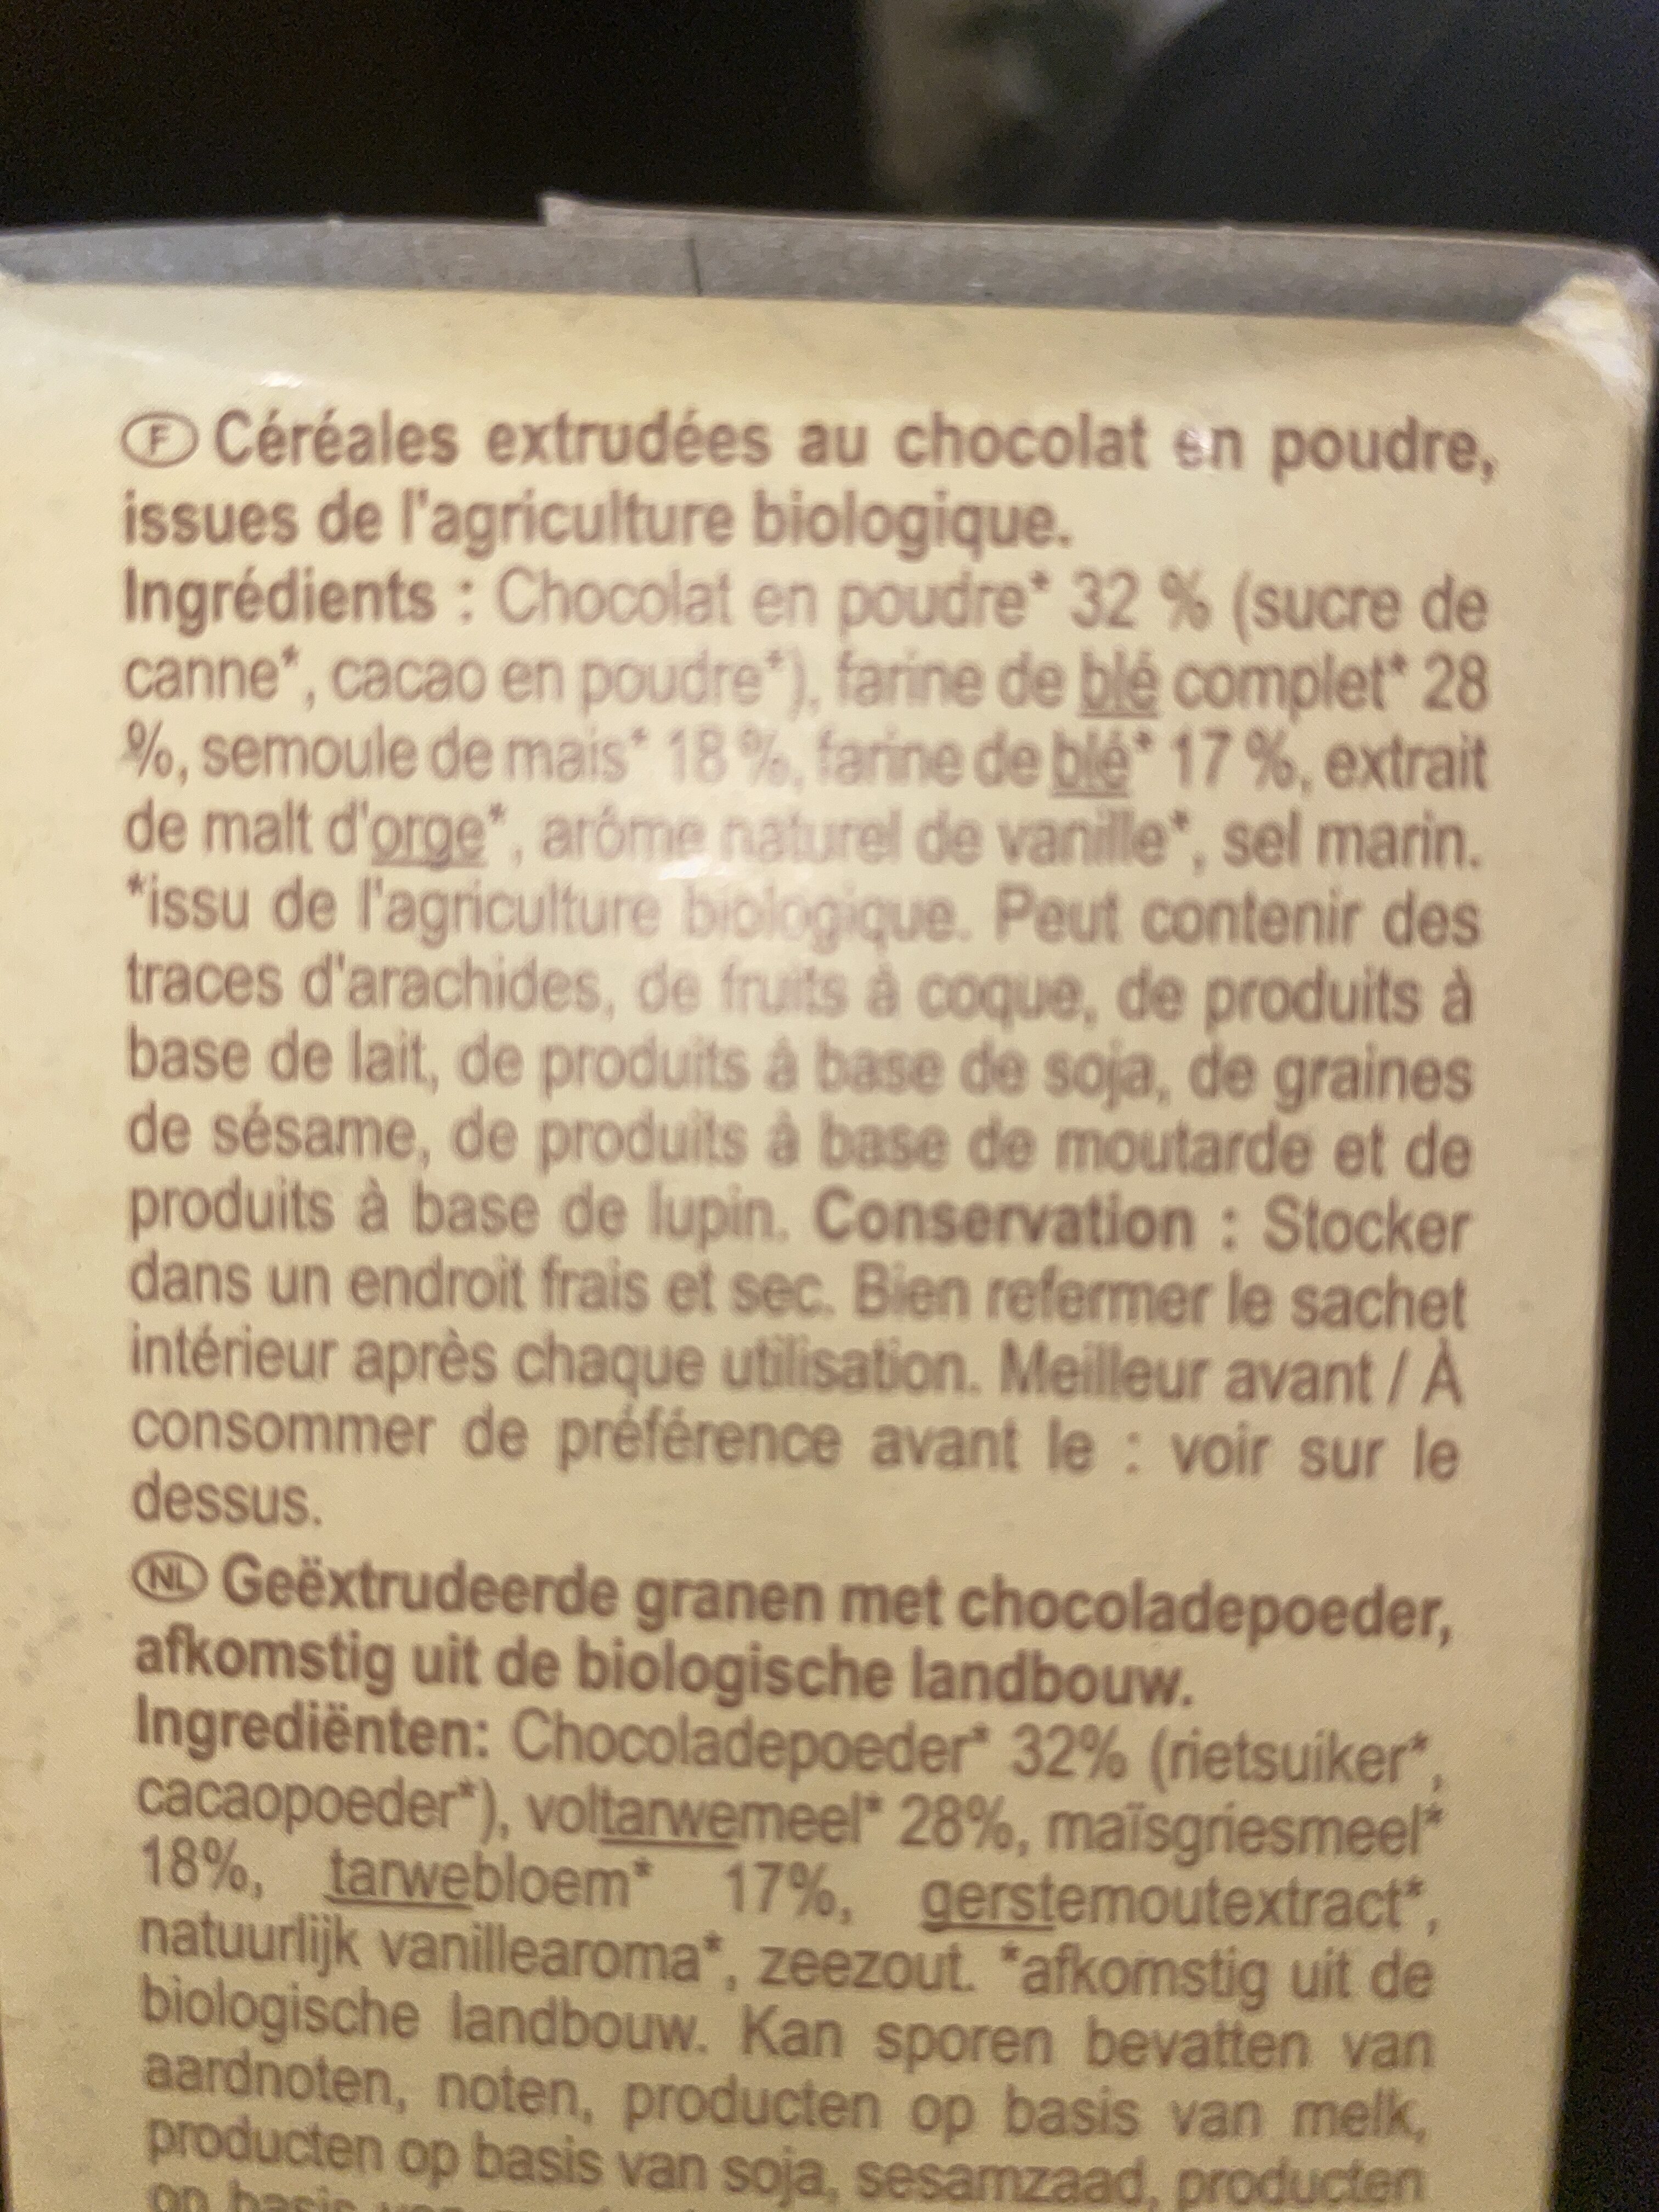 F Céréales extrudées au chocolat en poudre,
issues de l'agriculture biologique.
Ingrédients : Chocolat en poudre* 32 % (sucre de
canne*, cacao en poudre*), farine de blé complet* 28
%, semoule de maïs* 18 %, farine de blé* 17 %, extrait
de malt d'orge*, arôme naturel de vanille*, sel marin.
*issu de l'agriculture biologique. Peut contenir des
traces d'arachides, de fruits à coque, de produits à
base de lait, de produits à base de soja, de graines
de sésame, de produits à base de moutarde et de
produits à base de lupin. Conservation : Stocker
dans un endroit frais et sec. Bien refermer le sachet
intérieur après chaque utilisation. Meilleur avant / À
consommer de préférence avant le : voir sur le
dessus.
NL Geëxtrudeerde granen met chocoladepoeder,
afkomstig uit de biologische landbouw.
Ingrediënten: Chocoladepoeder* 32% (rietsuiker*,
cacaopoeder*), voltarwemeel* 28%, maïsgriesmeel*
18%, tarwebloem* 17%, gerstemoutextract*,
natuurlijk vanillearoma*, zeezout. *afkomstig uit de
biologische landbouw. Kan sporen bevatten van
aardnoten, noten, producten op basis van melk,
producten op basis van soja, sesamzaad, producten
op basis van